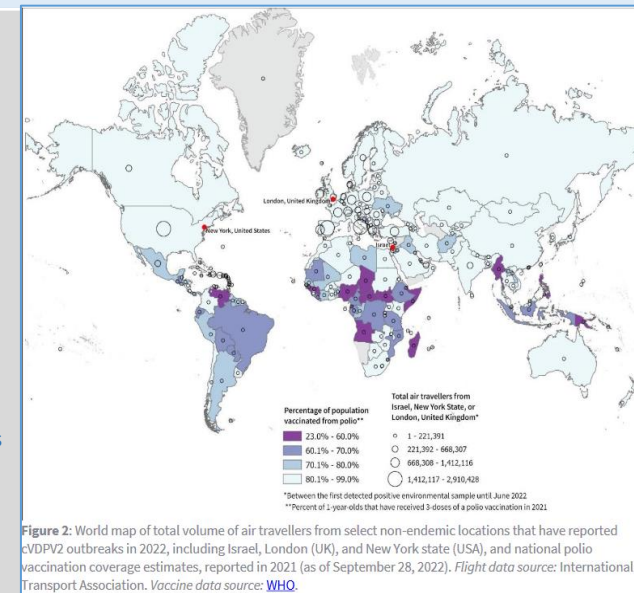 London, United Kingdom
New York, United States
Israel
Percentage of population
vaccinated from polio**
23.0% - 60.0%
60.1% - 70.0%
70.1% - 80.0%
80.1% - 99.0%
Total air travellers from
Israel, New York State, or
London, United Kingdom*
1 - 221,391
221,392 - 668,307
668,308 - 1,412,116
1,412,117 - 2,910,428
*Between the first detected positive environmental sample until June 2022
**Percent of 1-year-olds that have received 3-doses of a polio vaccination in 2021
Figure 2: World map of total volume of air travellers from select non-endemic locations that have reported
cVDPV2 outbreaks in 2022, including Israel, London (UK), and New York state (USA), and national polio
vaccination coverage estimates, reported in 2021 (as of September 28, 2022). Flight data source: International Air
Transport Association. Vaccine data source: WHO.